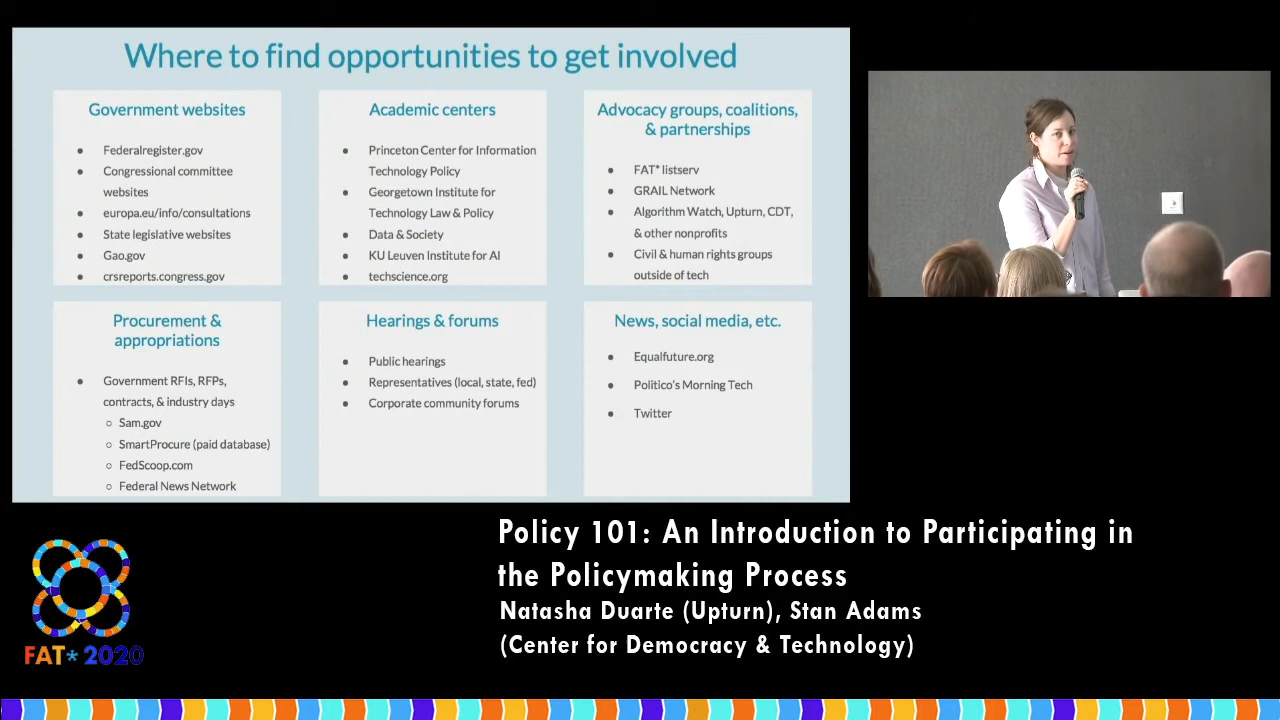 Where to find opportunities to get involved
Government websites
● Federalregister.gov
● Congressional committee
websites
● europa.eu/info/consultations
● State legislative websites
● Gao.gov
● crsreports.congress.gov
Academic centers
● Princeton Center for Information
Technology Policy
● Georgetown Institute for
Technology Law & Policy
● Data & Society
● KU Leuven Institute for AI
● techscience.org
Advocacy groups, coalitions,
& partnerships
● FAT* listserv
● GRAIL Network
● Algorithm Watch, Upturn, CDT,
& other nonprofits
● Civil & human rights groups
outside of tech
Procurement &
appropriations
● Government RFIs, RFPs,
contracts, & industry days
○ Sam.gov
○ SmartProcure (paid database)
○ FedScoop.com
○ Federal News Network
Hearings & forums
● Public hearings
● Representatives (local, state, fed)
● Corporate community forums
News, social media, etc.
● Equalfuture.org
● Politico's Morning Tech
● Twitter
Policy 101: An Introduction to Participating in
the Policymaking Process
Natasha Duarte (Upturn), Stan Adams
(Center for Democracy & Technology)
FAT* 2020